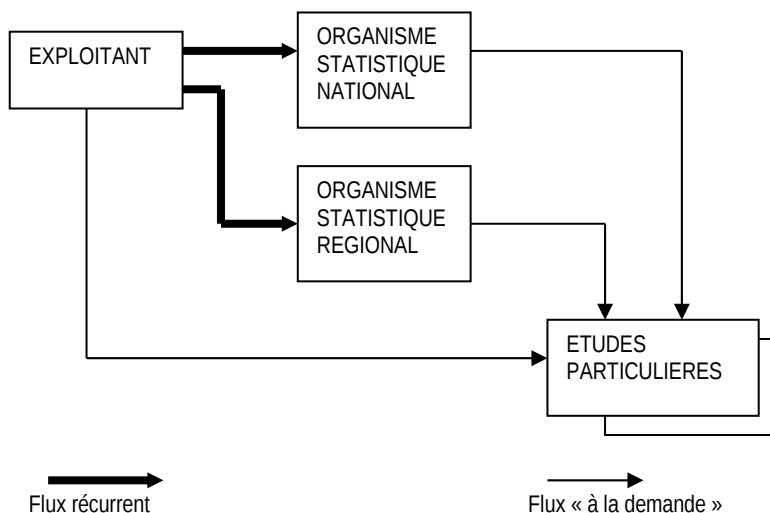 EXPLOITANT
ORGANISME
STATISTIQUE
NATIONAL
ORGANISME
STATISTIQUE
REGIONAL
ETUDES
PARTICULIERES
Flux récurrent
Flux « à la demande »